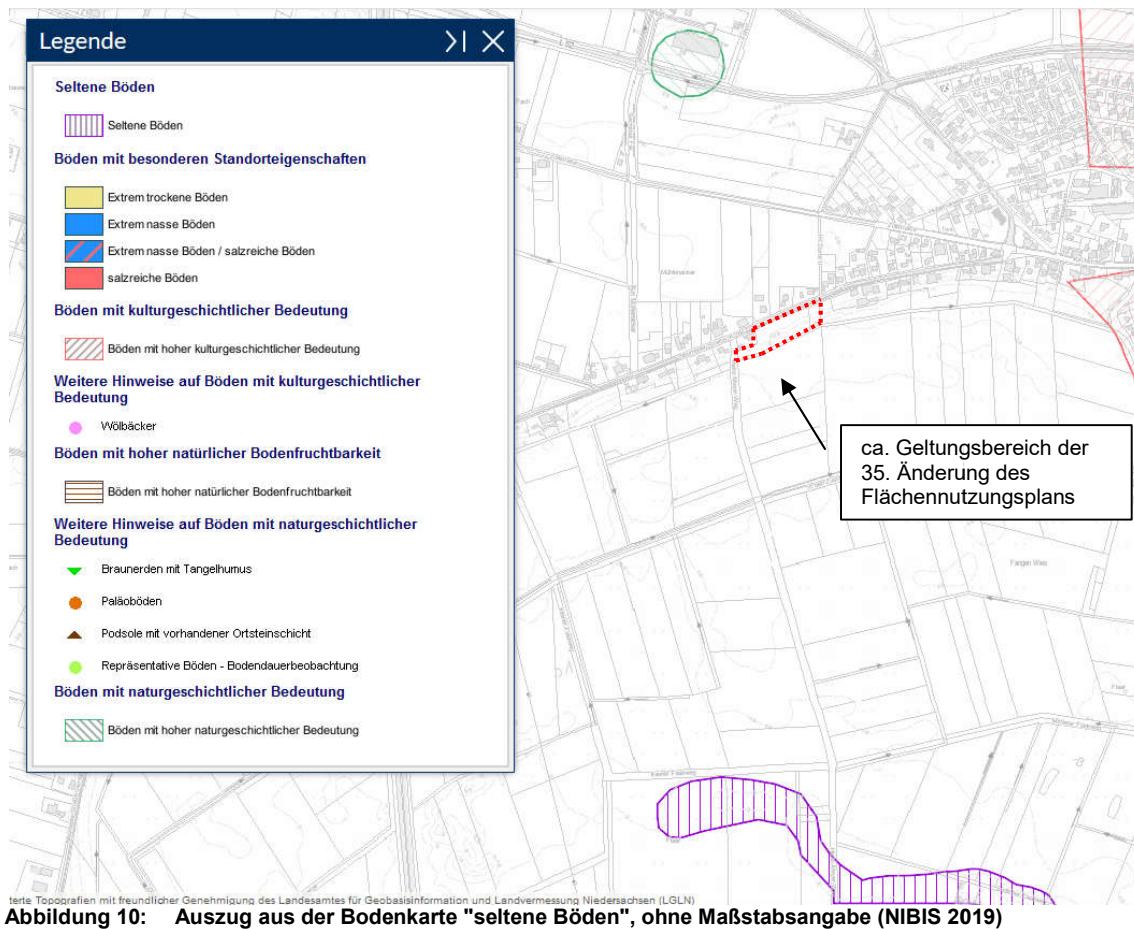 Legende
Seltene Böden
Seltene Böden
Böden mit besonderen Standorteigenschaften
Extrem trockene Böden
Extrem nasse Böden
Extrem nasse Böden / salzreiche Böden
salzreiche Böden
Böden mit kulturgeschichtlicher Bedeutung
Böden mit hoher kulturgeschichtlicher Bedeutung
Weitere Hinweise auf Böden mit kulturgeschichtlicher
Bedeutung
Wölbäcker
Böden mit hoher natürlicher Bodenfruchtbarkeit
Böden mit hoher natürlicher Bodenfruchtbarkeit
Weitere Hinweise auf Böden mit naturgeschichtlicher
Bedeutung
Braunerden mit Tangelhumus
Paläoböden
Podsole mit vorhandener Ortsteinschicht
Repräsentative Böden - Bodendauerbeobachtung
Böden mit naturgeschichtlicher Bedeutung
Böden mit hoher naturgeschichtlicher Bedeutung
ca. Geltungsbereich der
35. Änderung des
Flächennutzungsplans
terte Topografien mit freundlicher Genehmigung des Landesamtes für Geobasisinformation und Landvermessung Niedersachsen (LGLN)
Abbildung 10: Auszug aus der Bodenkarte "seltene Böden", ohne Maßstabsangabe (NIBIS 2019)